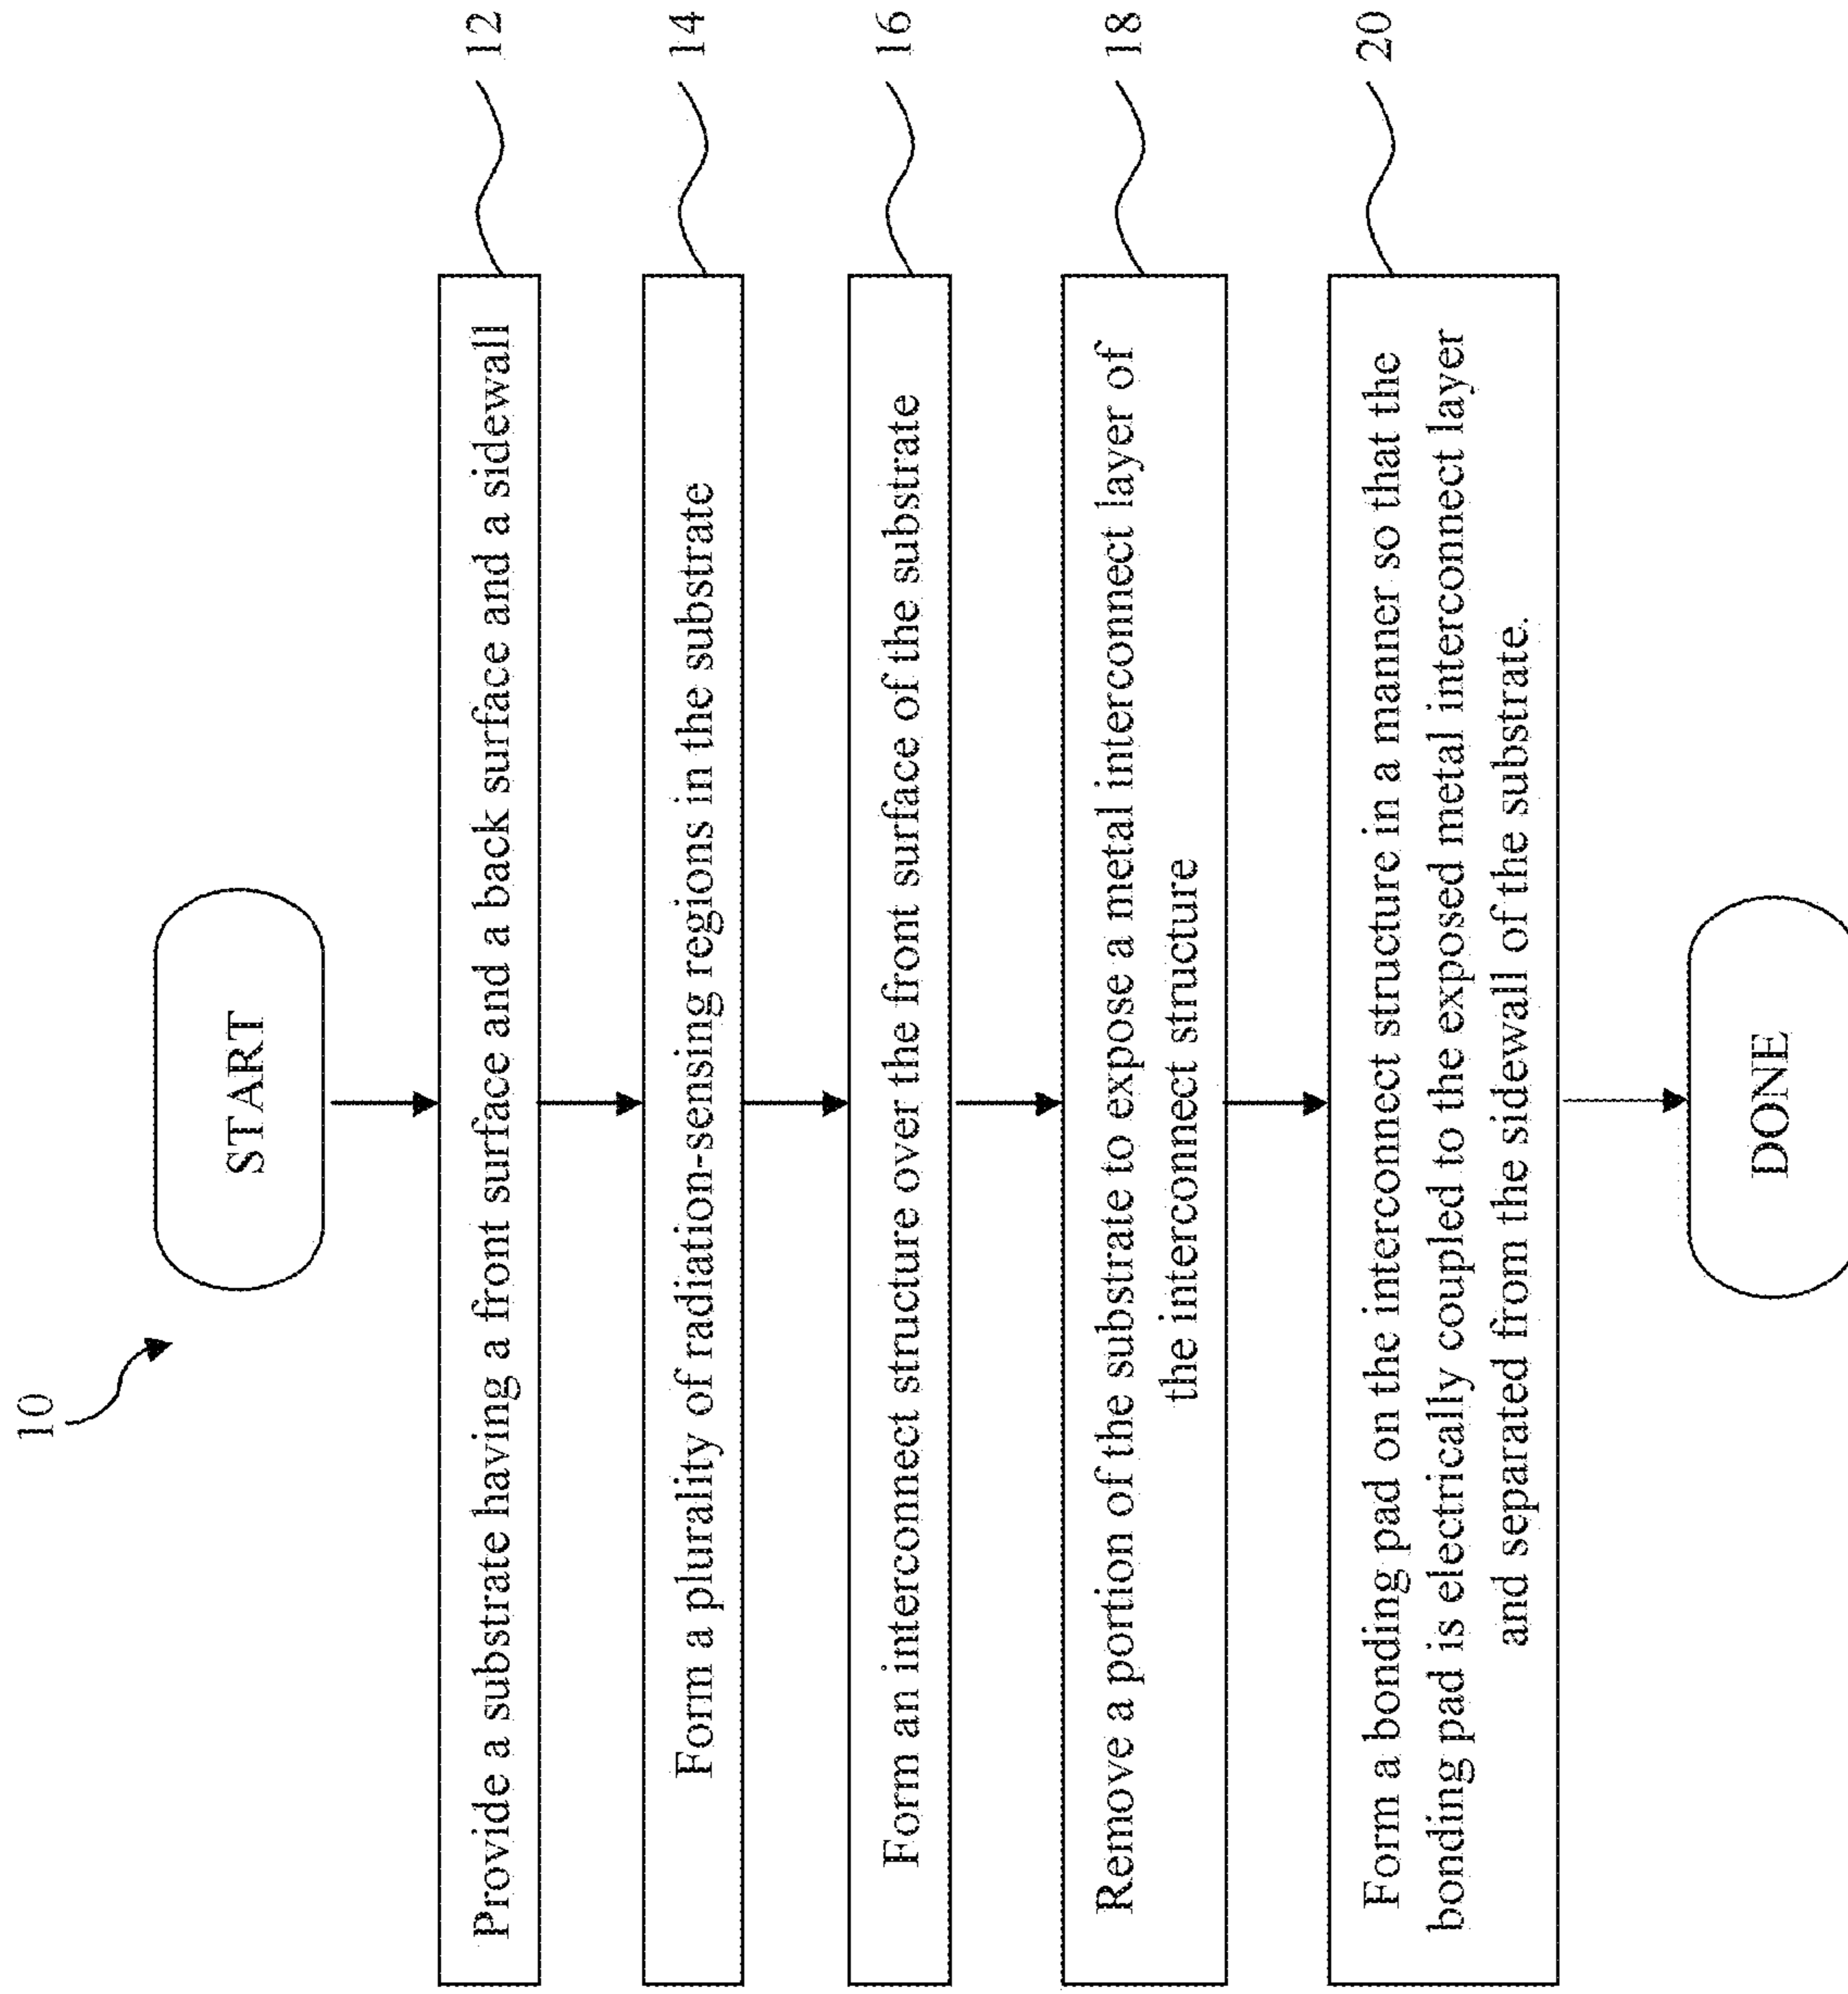 10
START
Provide a substrate having a front surface and a back surface and a sidewall
12
Form a plurality of radiation-sensing regions in the substrate
14
Form an interconnect structure over the front surface of the substrate
16
Remove a portion of the substrate to expose a metal interconnect layer of
the interconnect structure
18
Form a bonding pad on the interconnect structure in a manner so that the
bonding pad is electrically coupled to the exposed metal interconnect layer
and separated from the sidewall of the substrate.
20
DONE